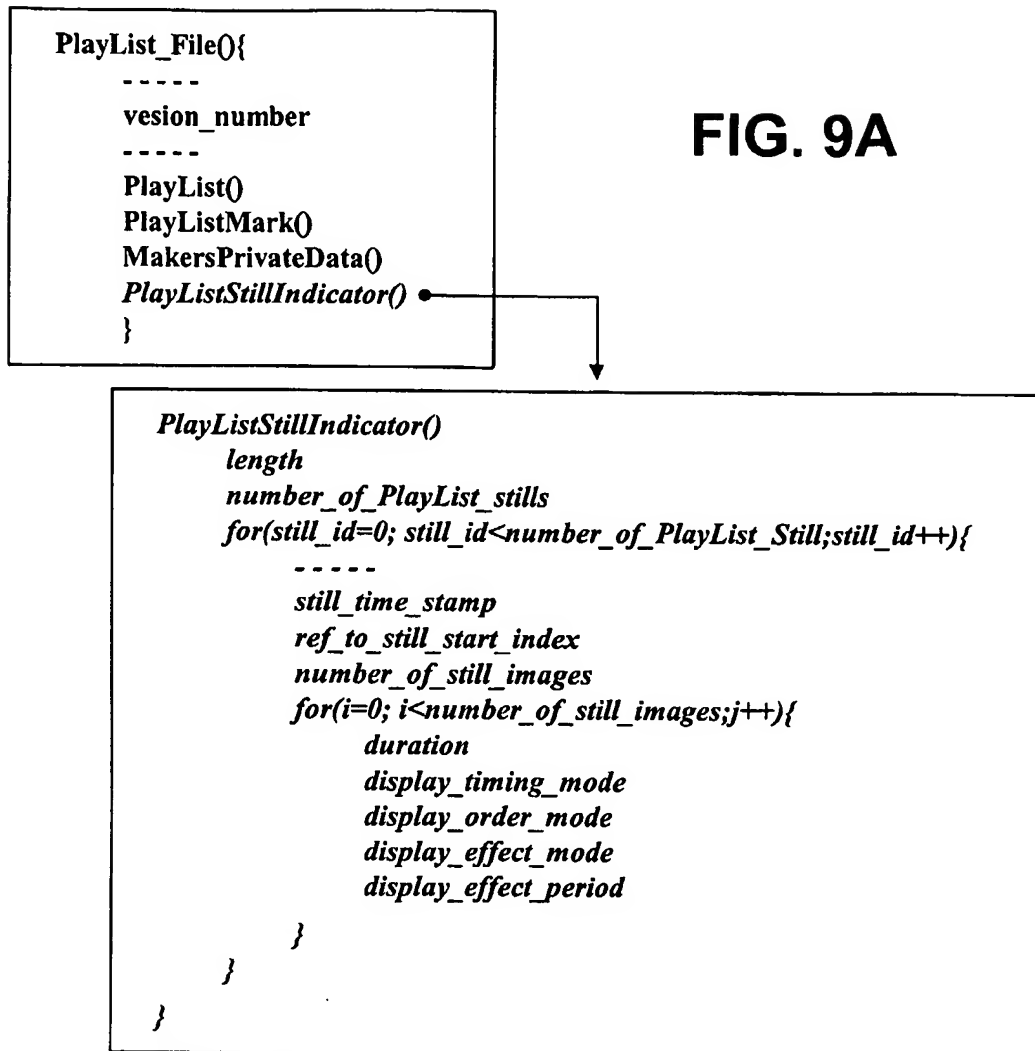 PlayList_File(){
- - - - -
vesion_number
- - - - -
PlayList()
PlayListMark()
MakersPrivateData()
PlayListStillIndicator()
}
FIG. 9A
PlayListStillIndicator()
length
number_of_PlayList_stills
for(still_id=0; still_id<number_of_PlayList_Still;still_id++){
- - - - -
still_time_stamp
ref_to_still_start_index
number_of_still_images
for(i=0; i<number_of_still_images;j++){
duration
display_timing_mode
display_order_mode
display_effect_mode
display_effect_period
}
}
}